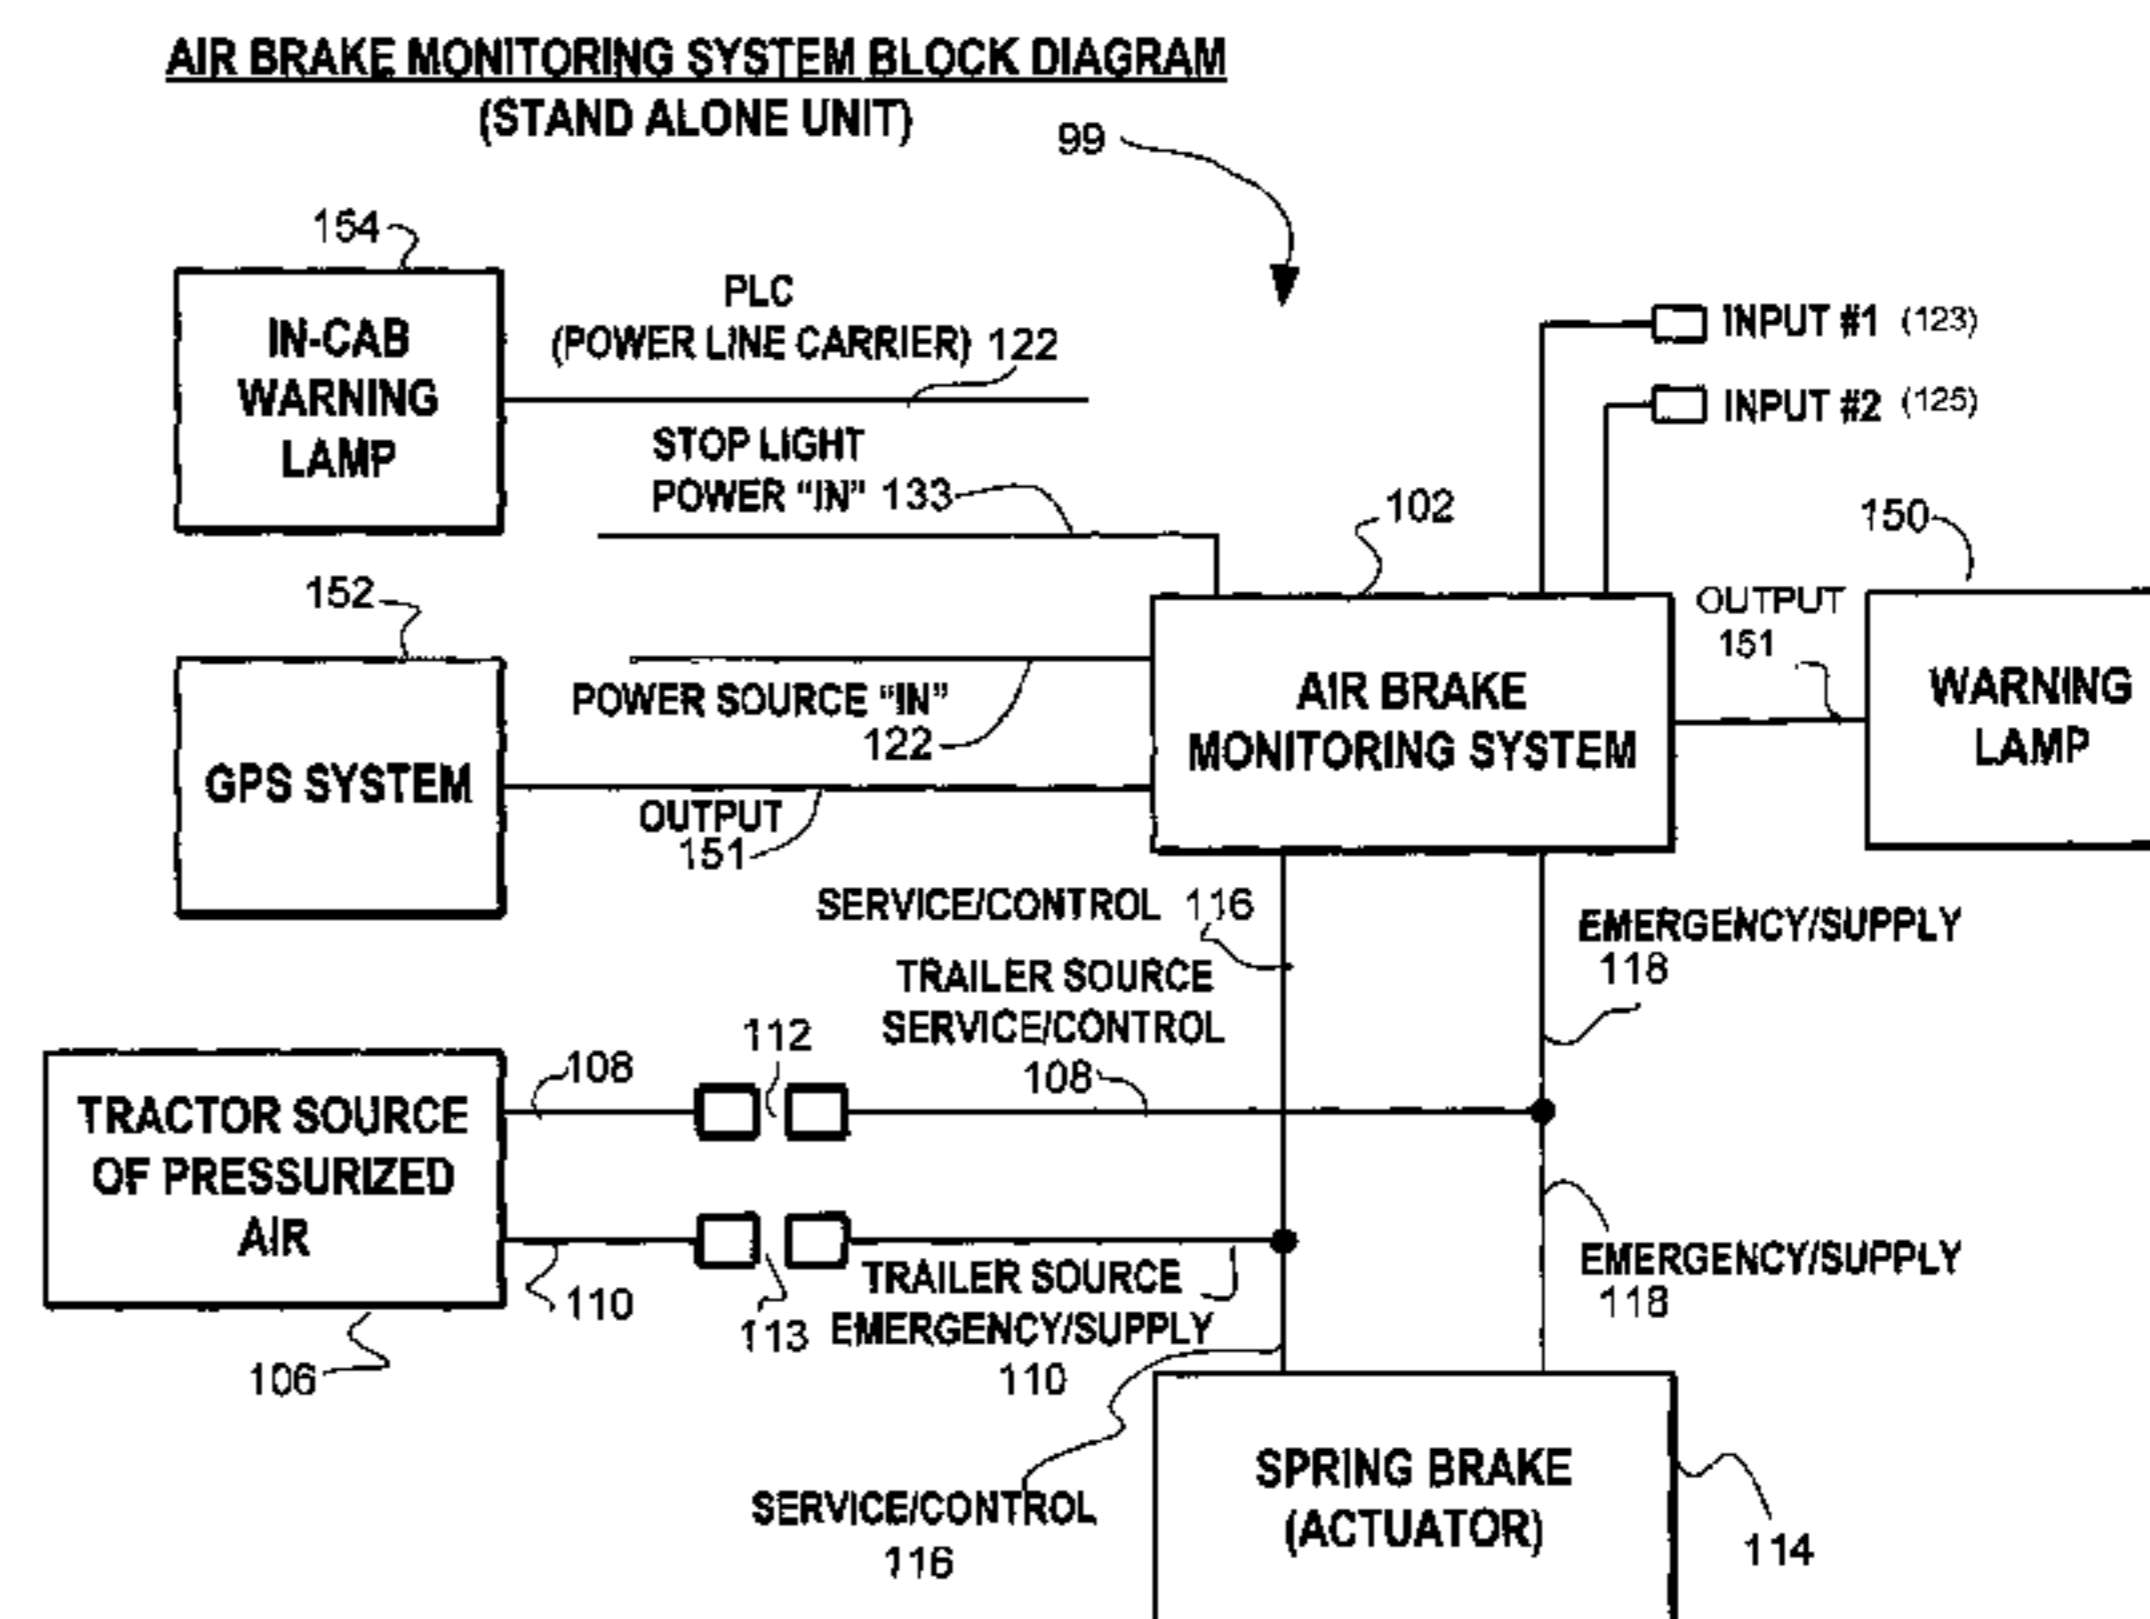 AIR BRAKE MONITORING SYSTEM BLOCK DIAGRAM
(STAND ALONE UNIT)
99
154
IN-CAB
WARNING
LAMP
PLC
(POWER LINE CARRIER) 122
STOP LIGHT
POWER "IN" 133
INPUT #1 (123)
INPUT #2 (125)
102
150
152
GPS SYSTEM
POWER SOURCE "IN"
122
OUTPUT
151
AIR BRAKE
MONITORING SYSTEM
OUTPUT
151
WARNING
LAMP
SERVICE/CONTROL 116
EMERGENCY/SUPPLY
118
TRAILER SOURCE
SERVICE/CONTROL
108
112
108
TRACTOR SOURCE
OF PRESSURIZED
AIR
110
113
106
TRAILER SOURCE
EMERGENCY/SUPPLY
110
EMERGENCY/SUPPLY
118
SERVICE/CONTROL
116
SPRING BRAKE
(ACTUATOR)
114